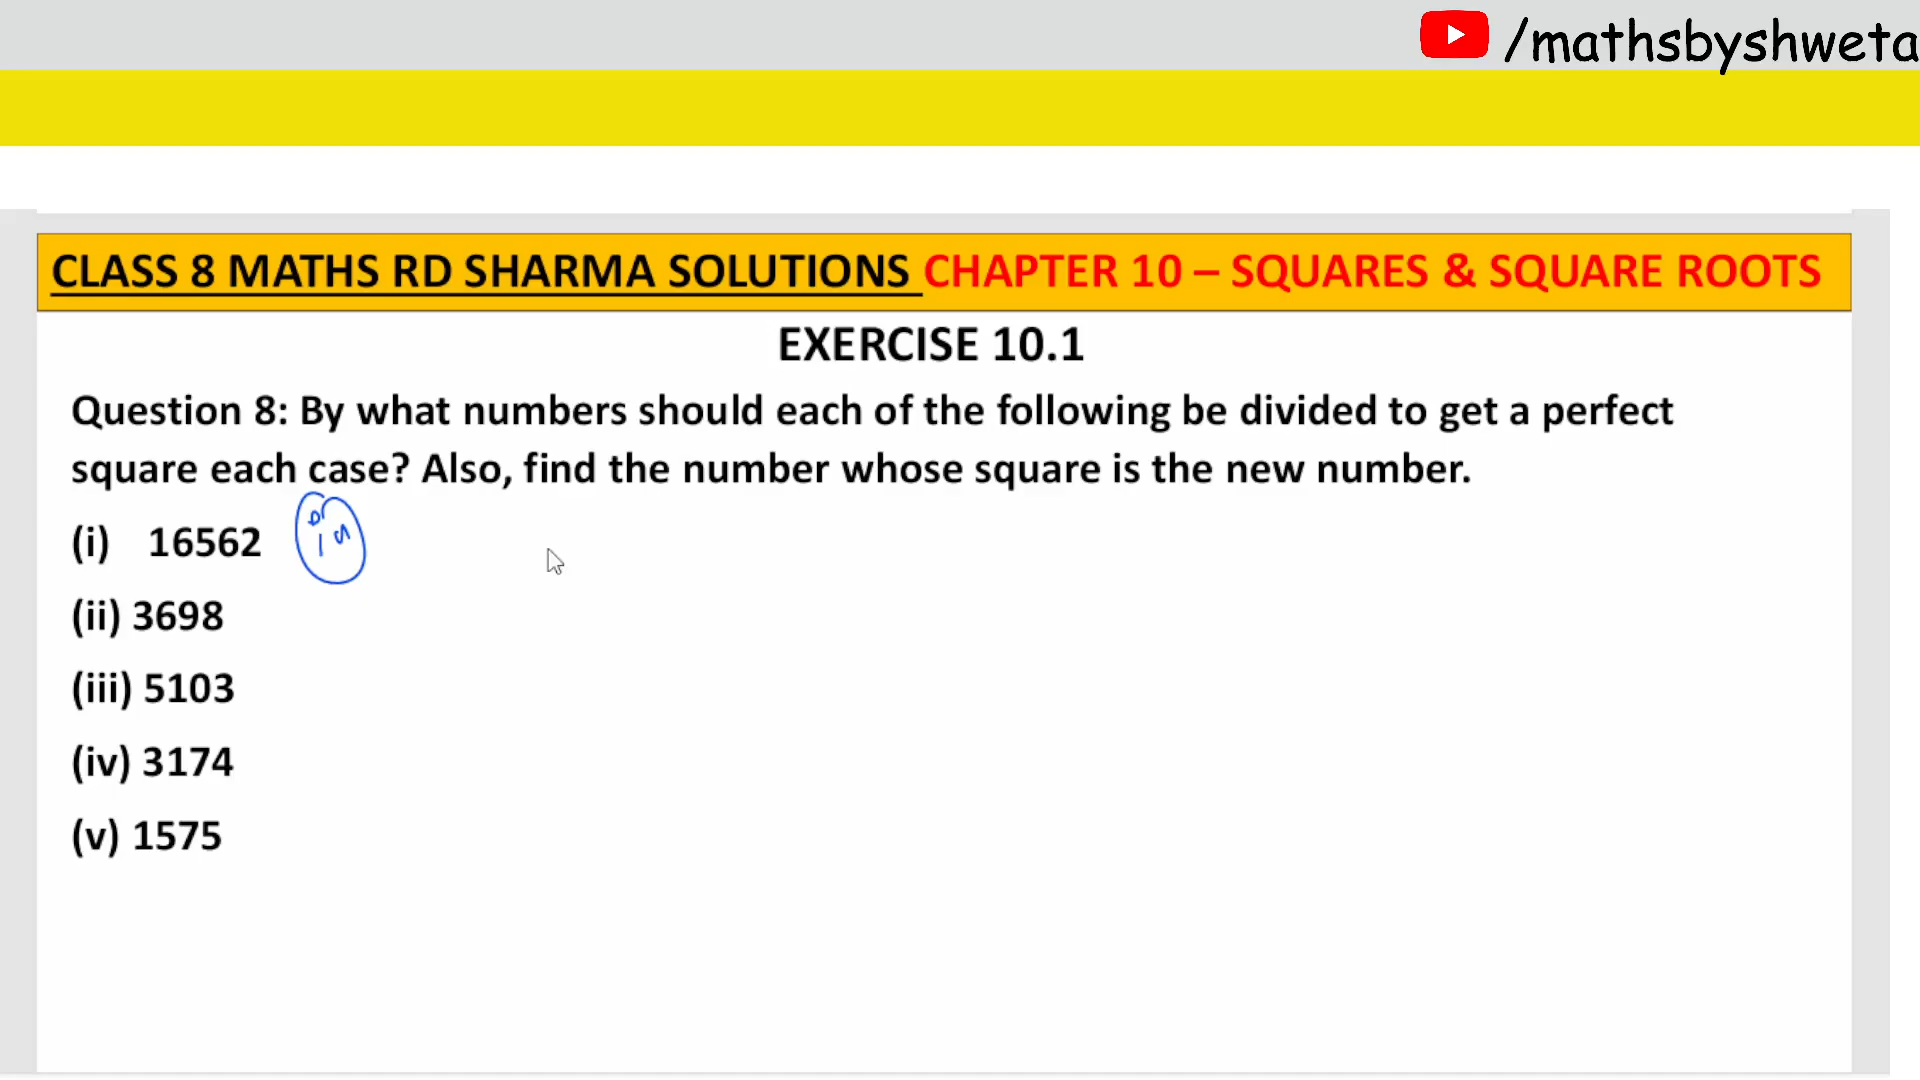 /mathsbyshweta
CLASS 8 MATHS RD SHARMA SOLUTIONS CHAPTER 10 – SQUARES & SQUARE ROOTS
EXERCISE 10.1
Question 8: By what numbers should each of the following be divided to get a perfect
square each case? Also, find the number whose square is the new number.
(i) 16562
(ii) 3698
(iii) 5103
(iv) 3174
(v) 1575